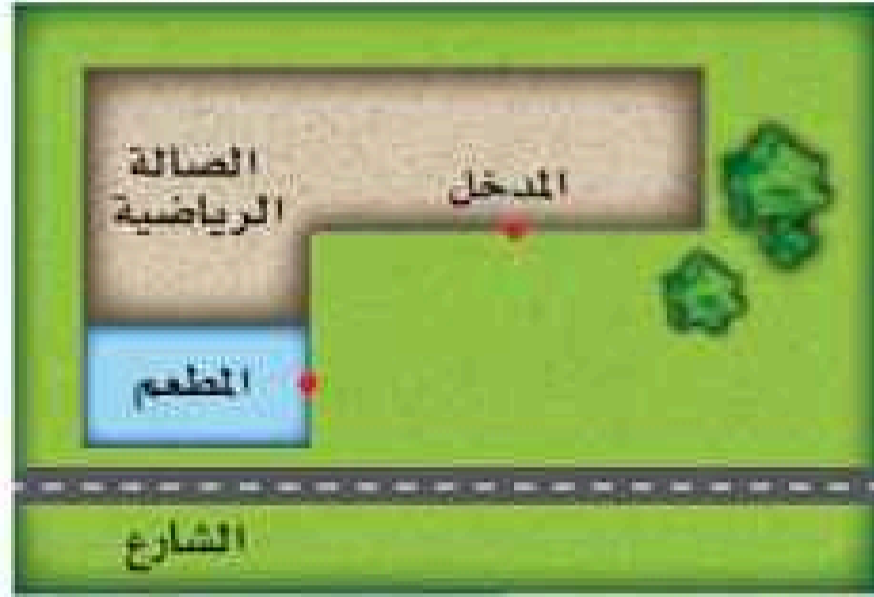 الصالة
الرياضية
المدخل
المطعم
الشارع